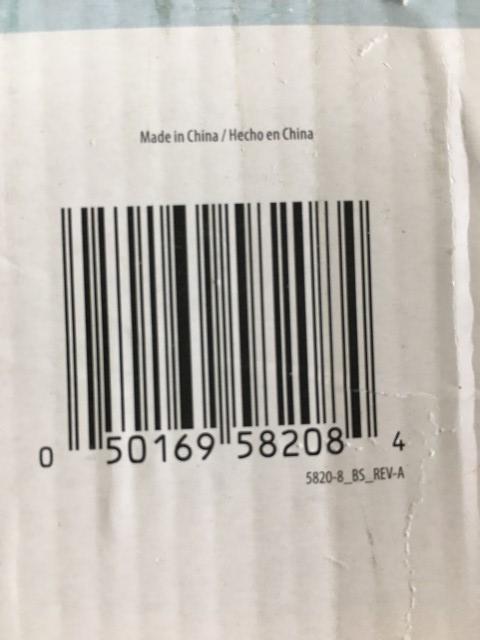 Made in China / Hecho en China
0 50169 58208 4
5820-8_BS_REV-A